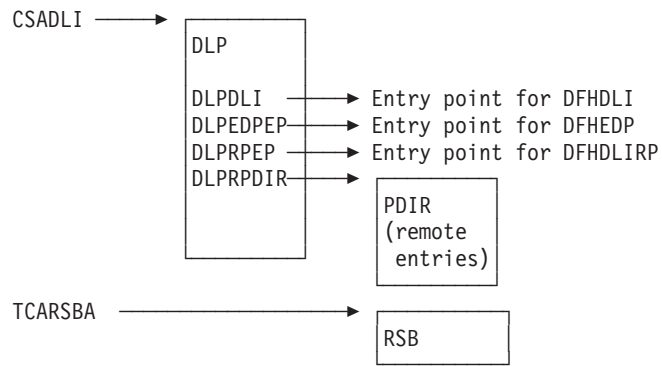 CSADLI
DLP
DLPDLI Entry point for DFHDLI
DLPEDPEP Entry point for DFHEDP
DLPRPEP Entry point for DFHDLIRP
DLPRPDIR
PDIR
(remote
entries)
TCARSBA
RSB